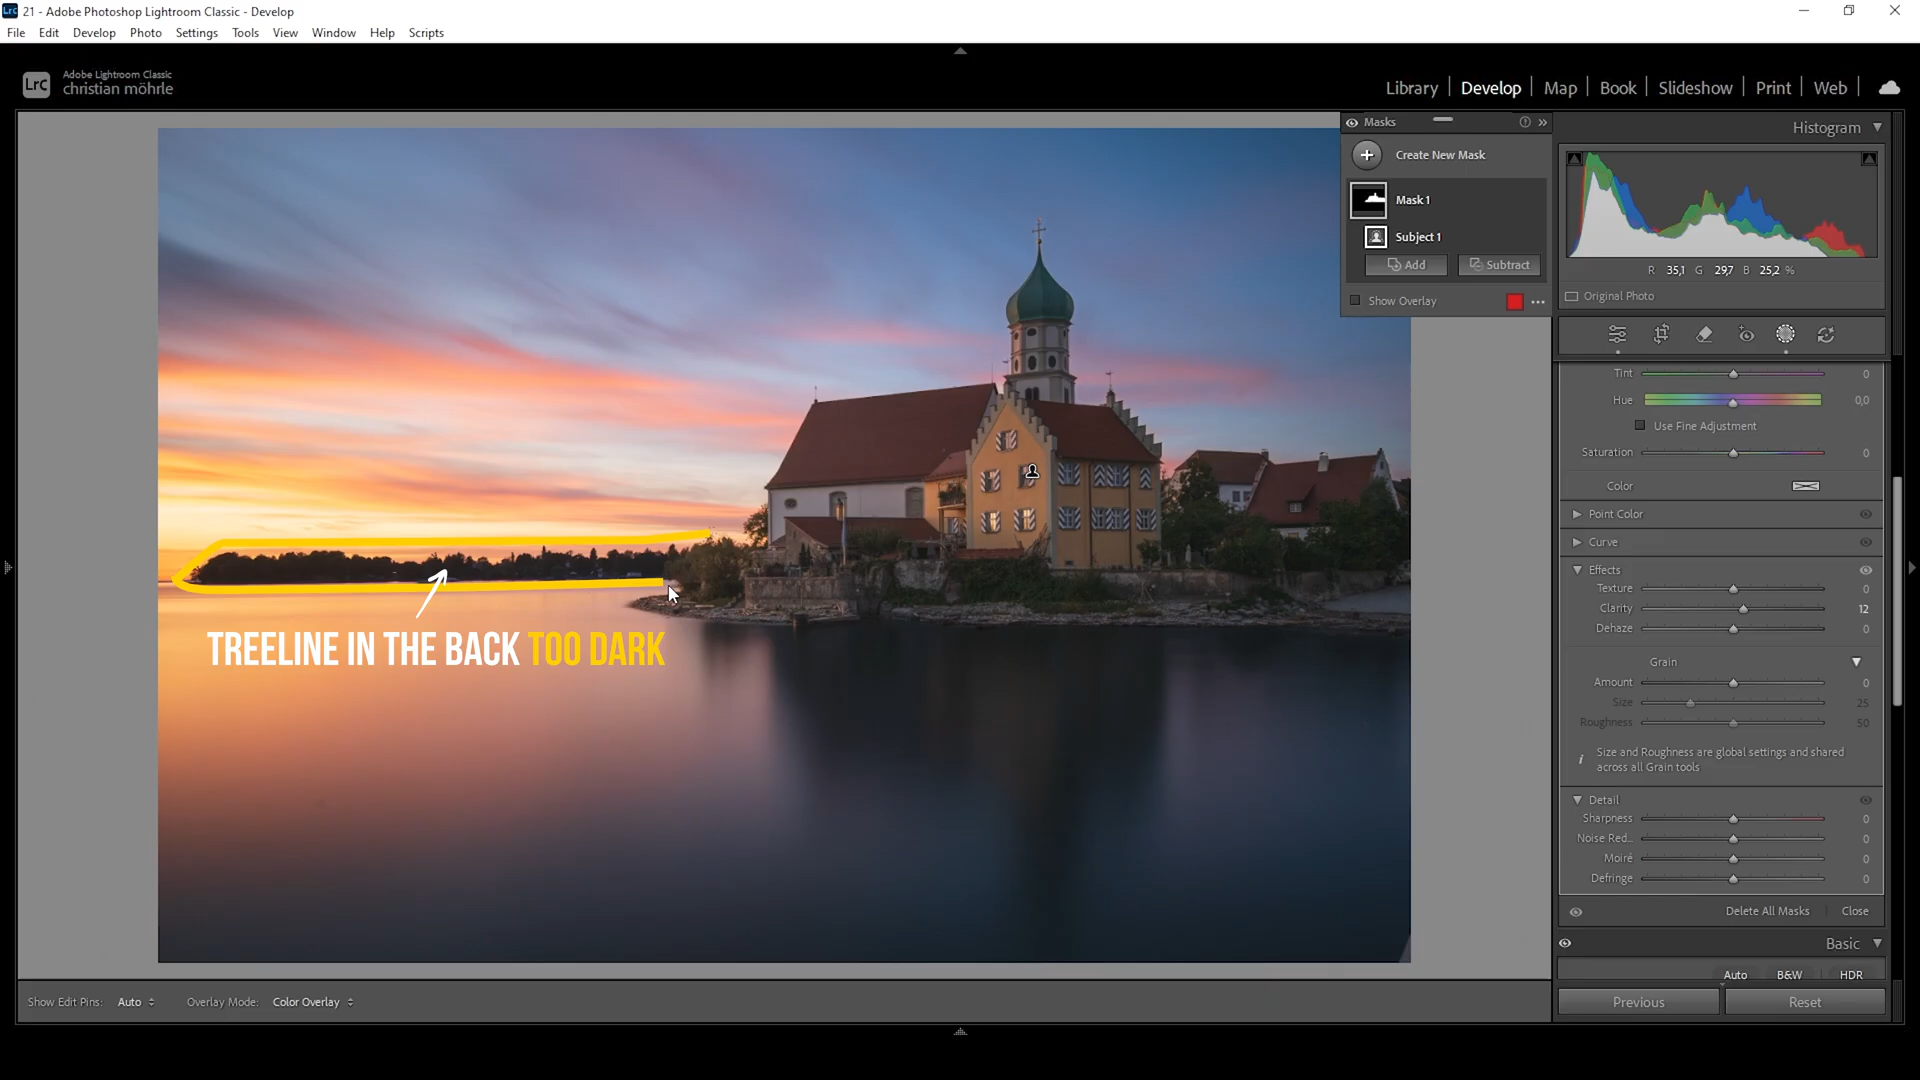 Lrc 21 - Adobe Photoshop Lightroom Classic - Develop
File Edit Develop Photo Settings Tools View Window Help Scripts
LrC
Adobe Lightroom Classic
christian möhrle
Library Develop Map Book Slideshow Print Web
Masks
Create New Mask
Mask 1
Subject 1
Add Subtract
Show Overlay
Histogram
R 35,1 G 29,7 B 25,2 %
Original Photo
Tint 0
Hue 0,0
Use Fine Adjustment
Saturation 0
Color
Point Color
Curve
Effects
Texture 0
Clarity 12
Dehaze 0
Grain
Amount 0
Size 25
Roughness 50
Size and Roughness are global settings and shared
across all Grain tools
Detail
Sharpness 0
Noise Red... 0
Moiré 0
Defringe 0
Delete All Masks Close
Basic
Auto B&W HDR
Previous Reset
TREELINE IN THE BACK TOO DARK
Show Edit Pins: Auto Overlay Mode: Color Overlay